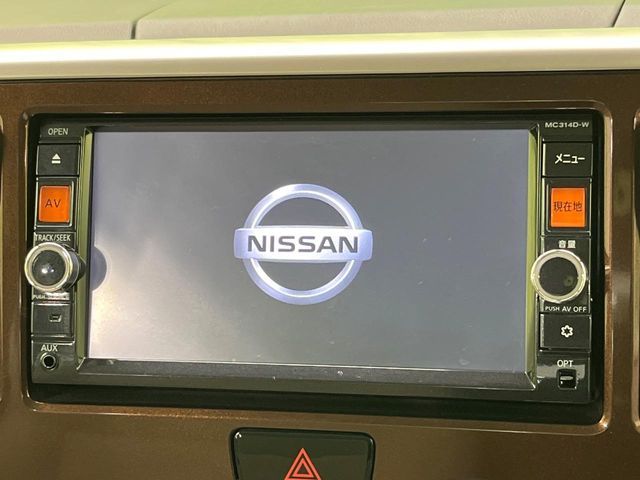 OPEN
MC314D-W
メニュー
AV
現在地
TRACK/SEEK
音量
NISSAN
PUSH
PUSH AV OFF
AUX
OPT